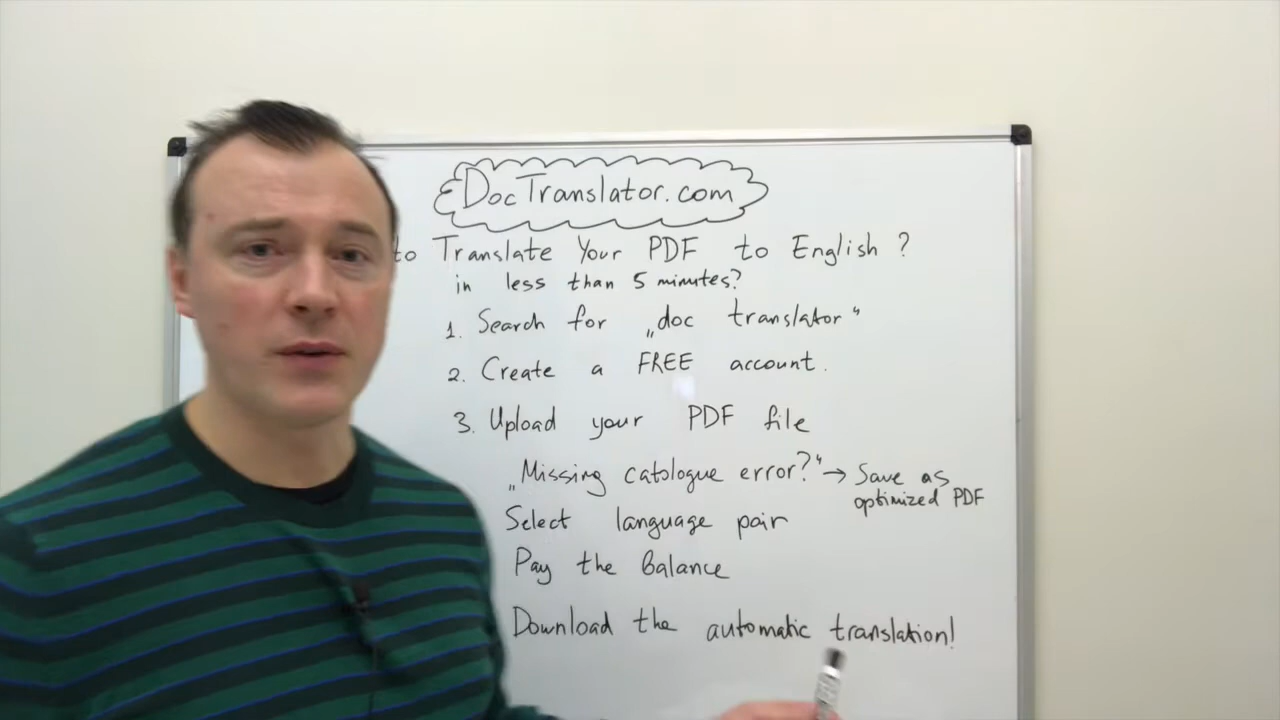 DocTranslator.com
to Translate Your PDF to English ?
in less than 5 minutes?
1. Search for „doc translator“
2. Create a FREE account.
3. Upload your PDF file
„Missing catologue error?“ → Save as
optimized PDF
Select language pair
Pay the Balance
Download the automatic translation!